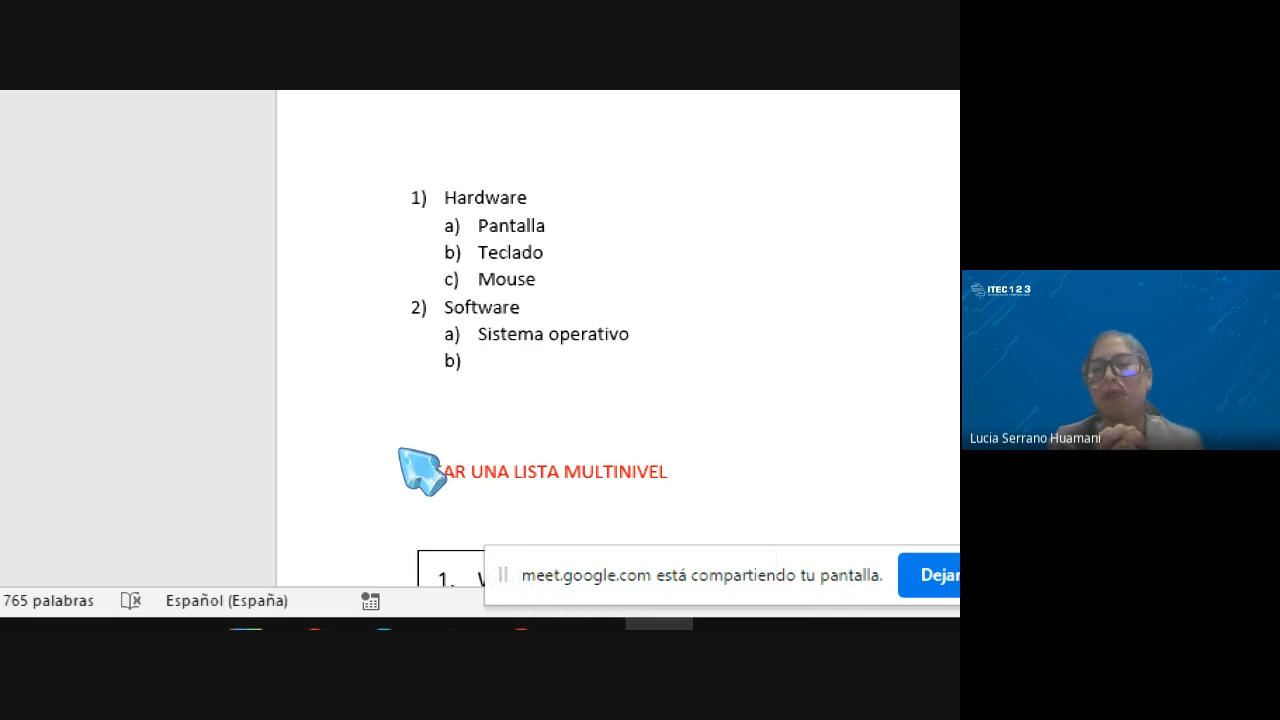 1) Hardware
a) Pantalla
b) Teclado
c) Mouse
2) Software
a) Sistema operativo
b)
AR UNA LISTA MULTINIVEL
1.
meet.google.com está compartiendo tu pantalla.
Dejar
765 palabras
Español (España)
ITEC 1 2 3
Lucia Serrano Huamani